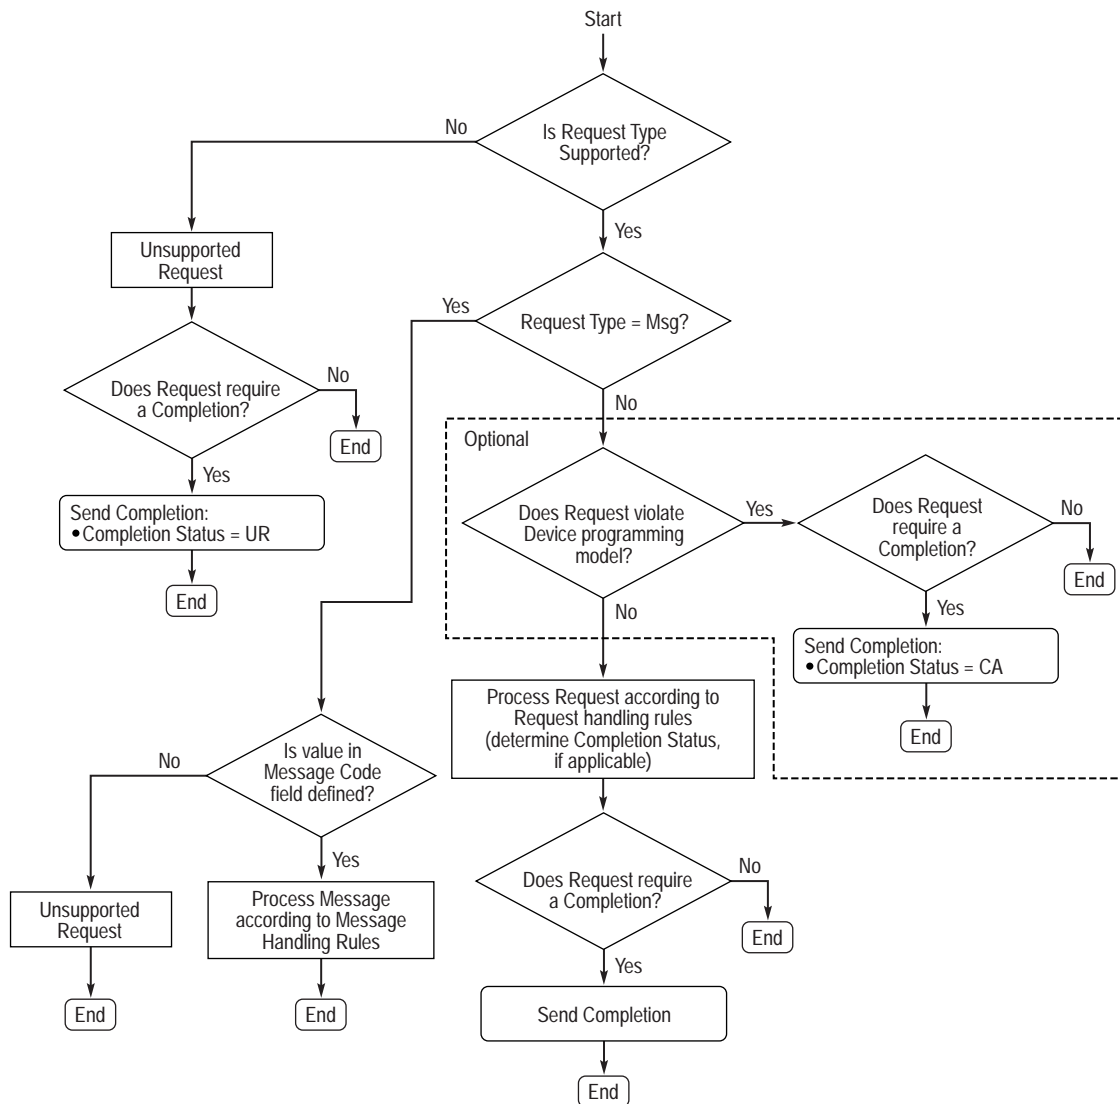 Start
No
Is Request Type
Supported?
Yes
Unsupported
Request
Yes
Request Type = Msg?
Does Request require
a Completion?
No
End
No
Yes
Send Completion:
• Completion Status = UR
End
Optional
Does Request violate
Device programming
model?
Yes
Does Request
require a
Completion?
No
End
No
Yes
Send Completion:
• Completion Status = CA
End
Process Request according to
Request handling rules
(determine Completion Status,
if applicable)
No
Is value in
Message Code
field defined?
Yes
Unsupported
Request
End
Process Message
according to Message
Handling Rules
End
Does Request require
a Completion?
No
End
Yes
Send Completion
End